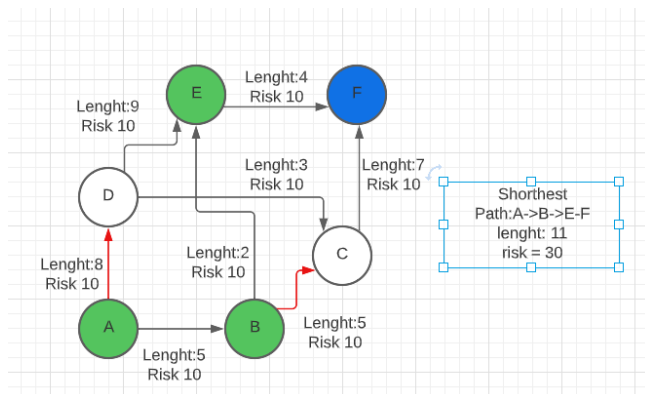 E
Lenght:4
Risk 10
F
Lenght:9
Risk 10
Lenght:3
Risk 10
Lenght:7
Risk 10
D
Shorthest
Path:A->B->E-F
lenght: 11
risk = 30
Lenght:2
Risk 10
C
Lenght:8
Risk 10
A
B
Lenght:5
Risk 10
Lenght:5
Risk 10